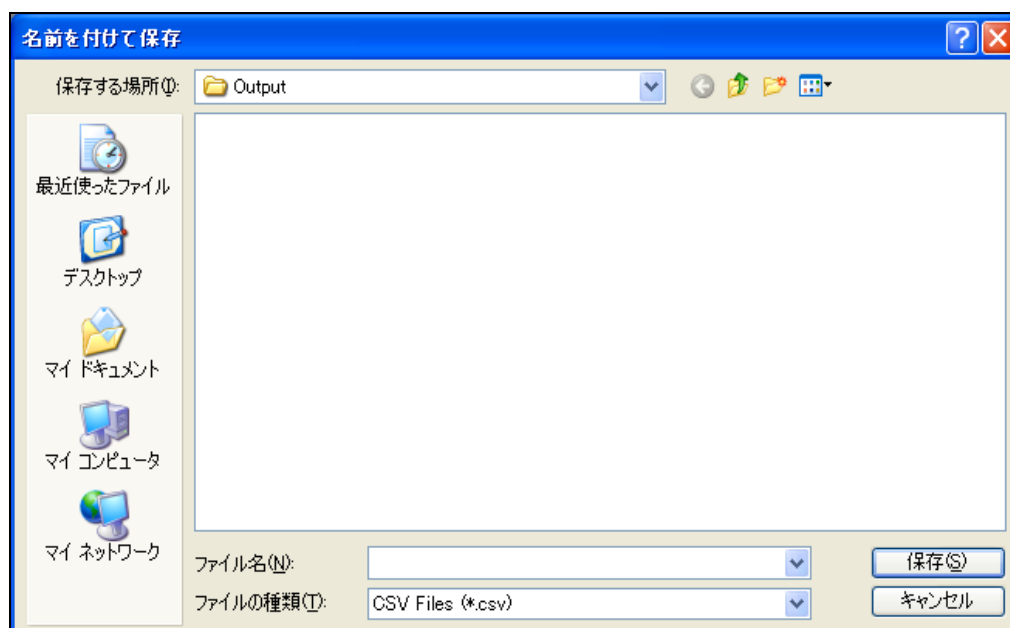 名前を付けて保存
保存する場所(I):
Output
最近使ったファイル
デスクトップ
マイ ドキュメント
マイ コンピュータ
マイ ネットワーク
ファイル名(N):
保存(S)
ファイルの種類(T):
CSV Files (*.csv)
キャンセル